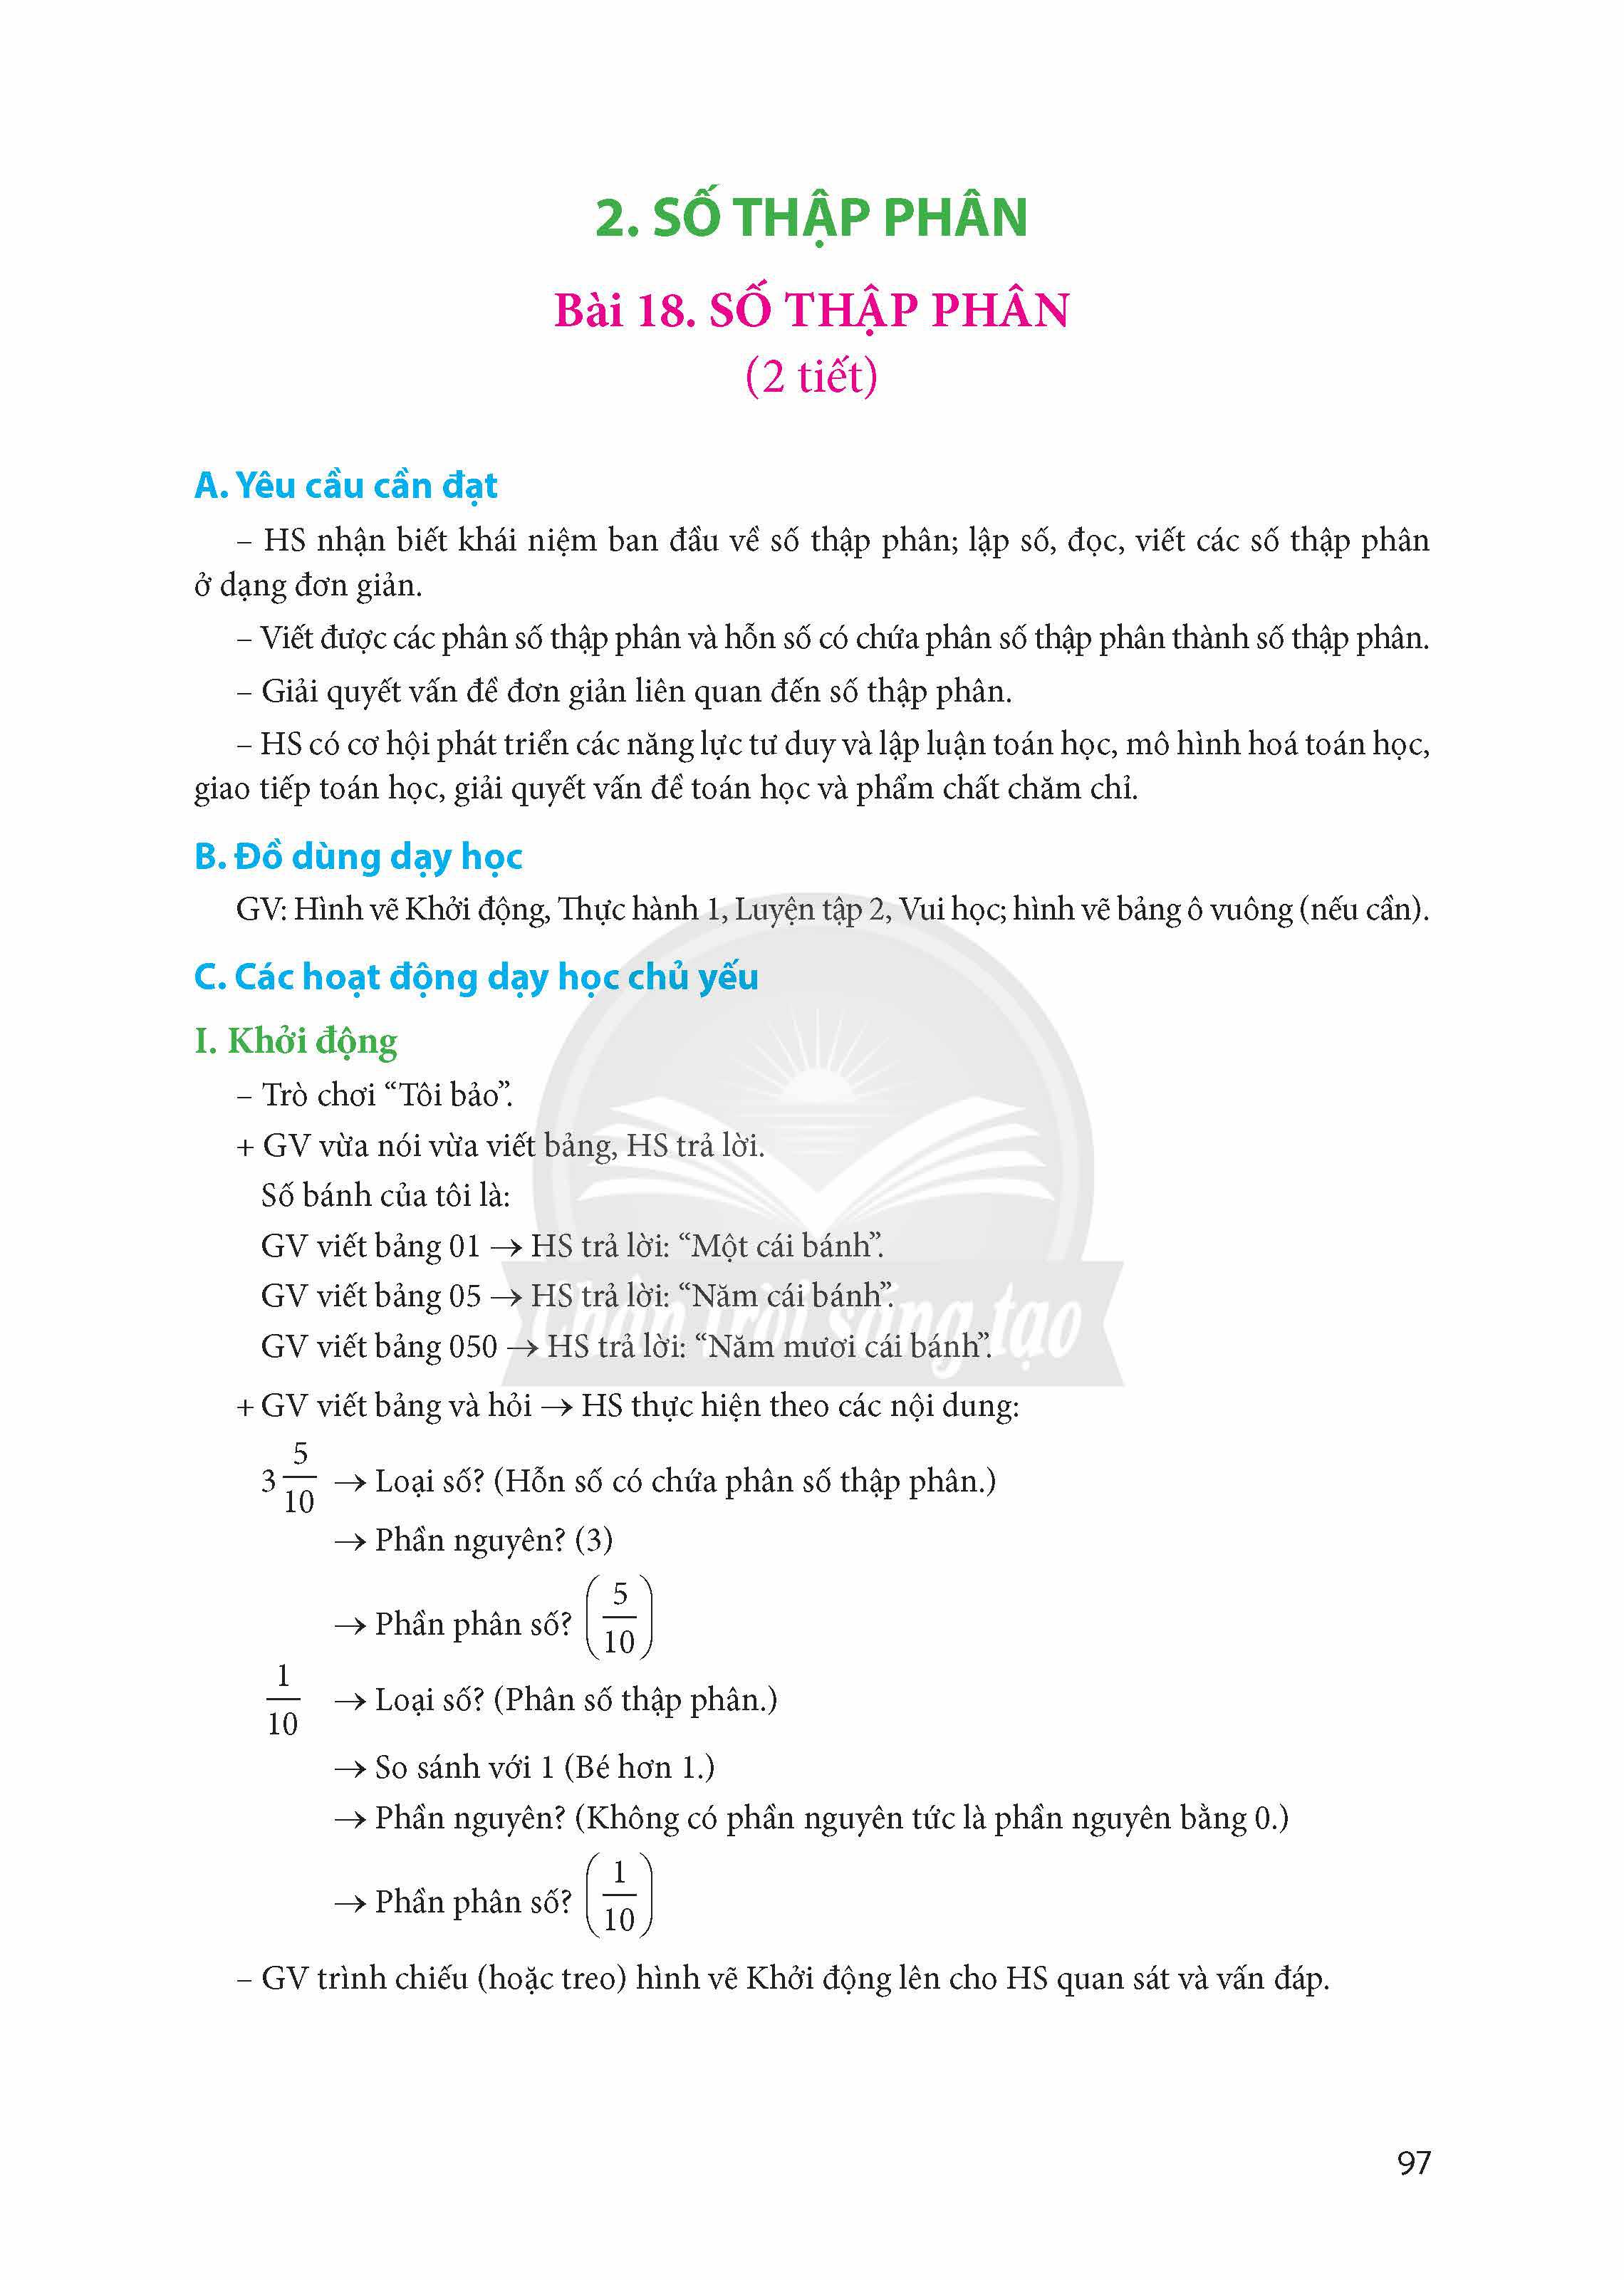 2. SỐ THẬP PHÂN
Bài 18. SỐ THẬP PHÂN
(2 tiết)
A. Yêu cầu cần đạt
– HS nhận biết khái niệm ban đầu về số thập phân; lập số, đọc, viết các số thập phân
ở dạng đơn giản.
– Viết được các phân số thập phân và hỗn số có chứa phân số thập phân thành số thập phân.
– Giải quyết vấn đề đơn giản liên quan đến số thập phân.
– HS có cơ hội phát triển các năng lực tư duy và lập luận toán học, mô hình hoá toán học,
giao tiếp toán học, giải quyết vấn đề toán học và phẩm chất chăm chỉ.
B. Đồ dùng dạy học
GV: Hình vẽ Khởi động, Thực hành 1, Luyện tập 2, Vui học; hình vẽ bảng ô vuông (nếu cần).
C. Các hoạt động dạy học chủ yếu
I. Khởi động
– Trò chơi “Tôi bảo”.
+ GV vừa nói vừa viết bảng, HS trả lời.
Số bánh của tôi là:
GV viết bảng 01 → HS trả lời: “Một cái bánh”.
GV viết bảng 05 → HS trả lời: “Năm cái bánh”.
GV viết bảng 050 → HS trả lời: “Năm mươi cái bánh”.
Chân trời sáng tạo
+ GV viết bảng và hỏi → HS thực hiện theo các nội dung:
3 5/10 → Loại số? (Hỗn số có chứa phân số thập phân.)
→ Phần nguyên? (3)
→ Phần phân số? (5/10)
1/10 → Loại số? (Phân số thập phân.)
→ So sánh với 1 (Bé hơn 1.)
→ Phần nguyên? (Không có phần nguyên tức là phần nguyên bằng 0.)
→ Phần phân số? (1/10)
– GV trình chiếu (hoặc treo) hình vẽ Khởi động lên cho HS quan sát và vấn đáp.
97